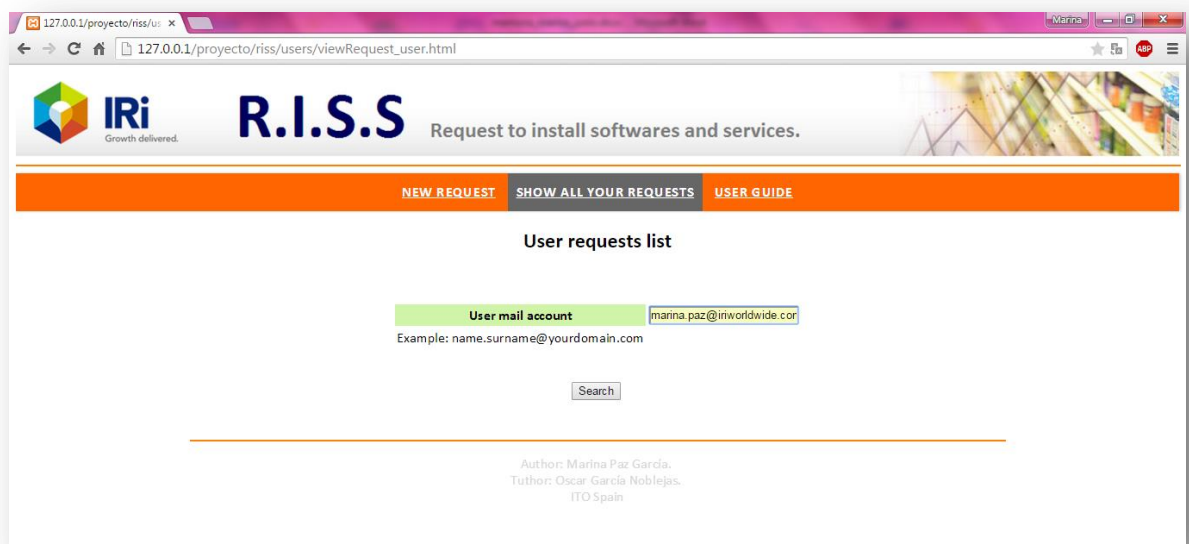 127.0.0.1/proyecto/riss/us
Marina
127.0.0.1/proyecto/riss/users/viewRequest_user.html
ABP
IRi
Growth delivered.
R.I.S.S Request to install softwares and services.
NEW REQUEST SHOW ALL YOUR REQUESTS USER GUIDE
User requests list
User mail account marina.paz@iriworldwide.com
Example: name.surname@yourdomain.com
Search
Author: Marina Paz García.
Tuthor: Oscar García Noblejas.
ITO Spain